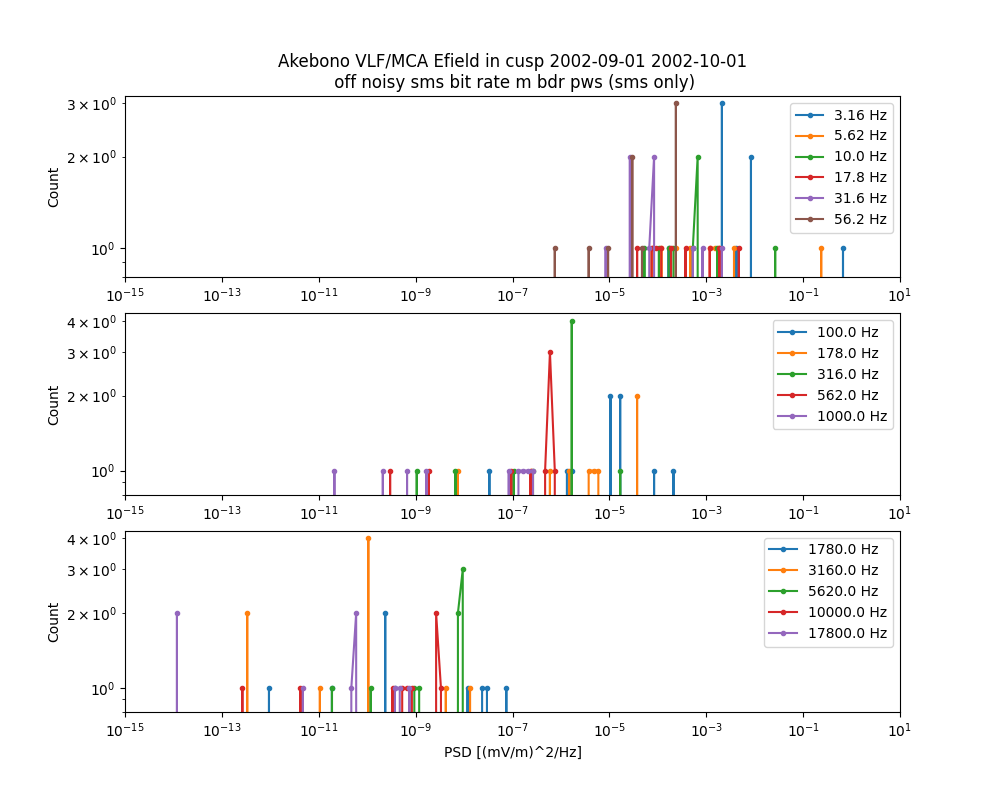 Akebono VLF/MCA Efield in cusp 2002-09-01 2002-10-01
off noisy sms bit rate m bdr pws (sms only)
3 × 10⁰
2 × 10⁰
10⁰
Count
3.16 Hz
5.62 Hz
10.0 Hz
17.8 Hz
31.6 Hz
56.2 Hz
10⁻¹⁵ 10⁻¹³ 10⁻¹¹ 10⁻⁹ 10⁻⁷ 10⁻⁵ 10⁻³ 10⁻¹ 10¹
4 × 10⁰
3 × 10⁰
2 × 10⁰
10⁰
Count
100.0 Hz
178.0 Hz
316.0 Hz
562.0 Hz
1000.0 Hz
10⁻¹⁵ 10⁻¹³ 10⁻¹¹ 10⁻⁹ 10⁻⁷ 10⁻⁵ 10⁻³ 10⁻¹ 10¹
4 × 10⁰
3 × 10⁰
2 × 10⁰
10⁰
Count
1780.0 Hz
3160.0 Hz
5620.0 Hz
10000.0 Hz
17800.0 Hz
10⁻¹⁵ 10⁻¹³ 10⁻¹¹ 10⁻⁹ 10⁻⁷ 10⁻⁵ 10⁻³ 10⁻¹ 10¹
PSD [(mV/m)^2/Hz]